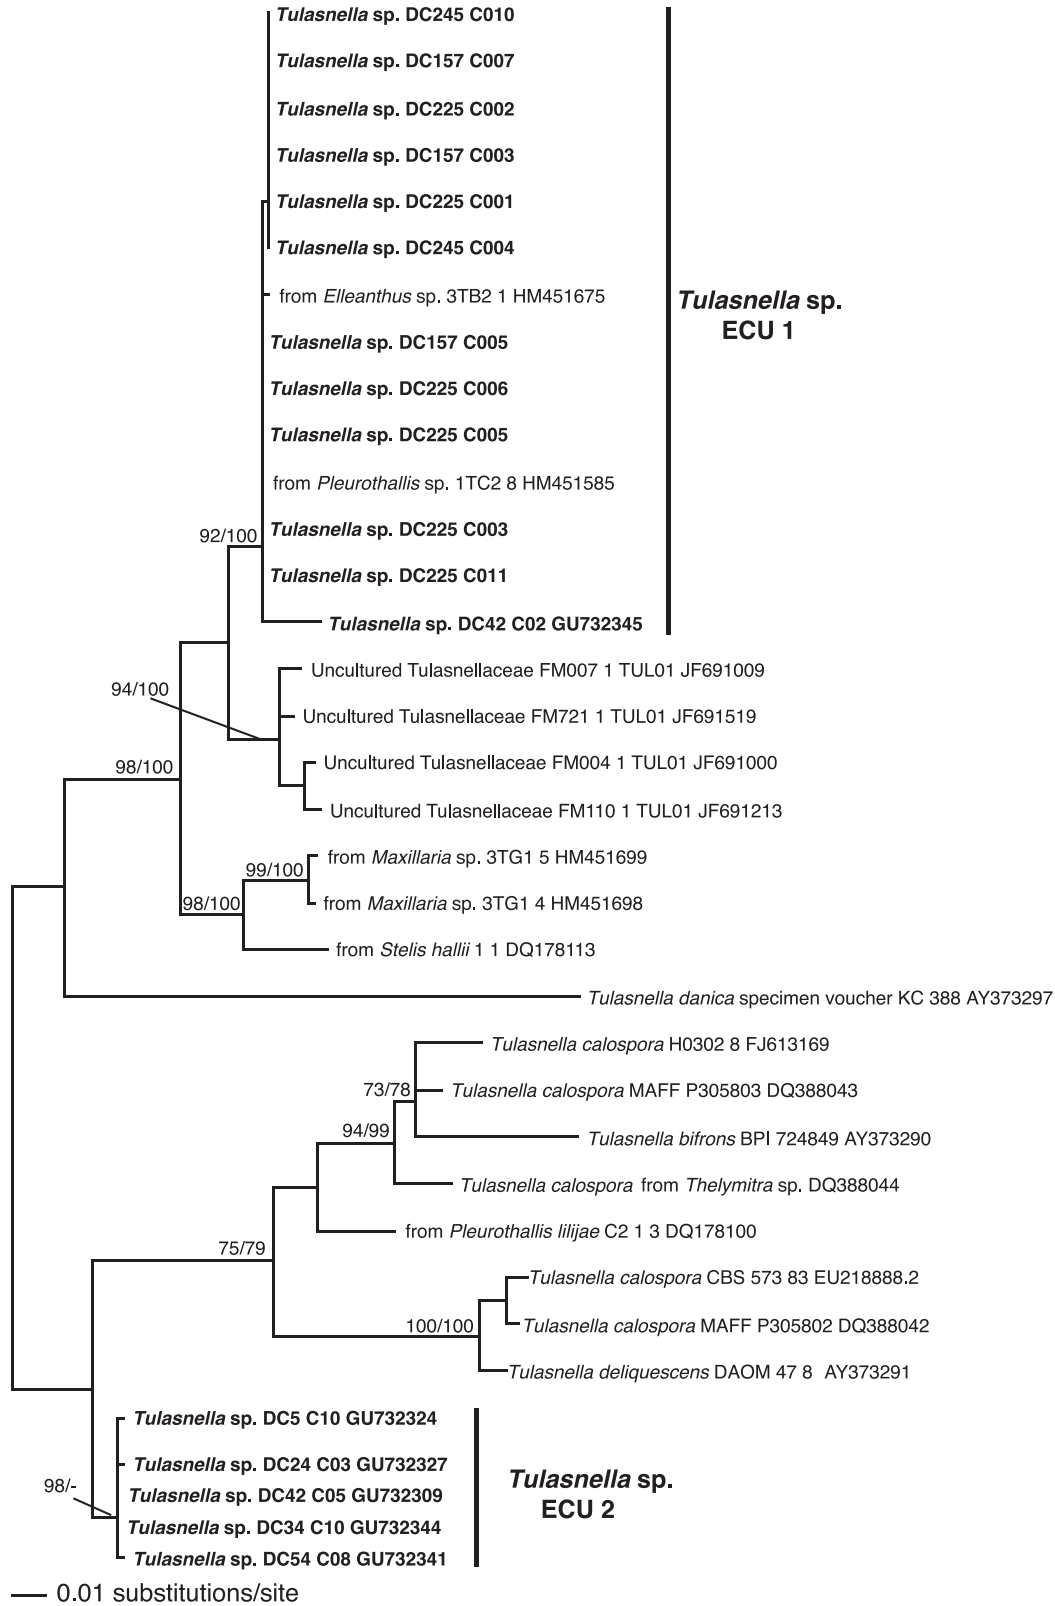 Tulasnella sp. DC245 C010
Tulasnella sp. DC157 C007
Tulasnella sp. DC225 C002
Tulasnella sp. DC157 C003
Tulasnella sp. DC225 C001
Tulasnella sp. DC245 C004
from Elleanthus sp. 3TB2 1 HM451675
Tulasnella sp.
ECU 1
Tulasnella sp. DC157 C005
Tulasnella sp. DC225 C006
Tulasnella sp. DC225 C005
from Pleurothallis sp. 1TC2 8 HM451585
Tulasnella sp. DC225 C003
92/100
Tulasnella sp. DC225 C011
Tulasnella sp. DC42 C02 GU732345
Uncultured Tulasnellaceae FM007 1 TUL01 JF691009
94/100
Uncultured Tulasnellaceae FM721 1 TUL01 JF691519
Uncultured Tulasnellaceae FM004 1 TUL01 JF691000
98/100
Uncultured Tulasnellaceae FM110 1 TUL01 JF691213
from Maxillaria sp. 3TG1 5 HM451699
99/100
from Maxillaria sp. 3TG1 4 HM451698
98/100
from Stelis hallii 1 1 DQ178113
Tulasnella danica specimen voucher KC 388 AY373297
Tulasnella calospora H0302 8 FJ613169
73/78
Tulasnella calospora MAFF P305803 DQ388043
94/99
Tulasnella bifrons BPI 724849 AY373290
Tulasnella calospora from Thelymitra sp. DQ388044
from Pleurothallis lilijae C2 1 3 DQ178100
75/79
Tulasnella calospora CBS 573 83 EU218888.2
100/100
Tulasnella calospora MAFF P305802 DQ388042
Tulasnella deliquescens DAOM 47 8 AY373291
Tulasnella sp. DC5 C10 GU732324
Tulasnella sp. DC24 C03 GU732327
98/-
Tulasnella sp. DC42 C05 GU732309
Tulasnella sp.
ECU 2
Tulasnella sp. DC34 C10 GU732344
Tulasnella sp. DC54 C08 GU732341
0.01 substitutions/site